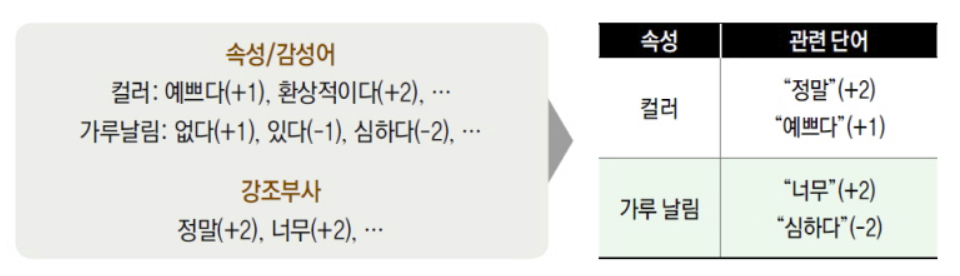 속성/감성어
컬러: 예쁘다(+1), 환상적이다(+2), …
가루날림: 없다(+1), 있다(-1), 심하다(-2), …
강조부사
정말(+2), 너무(+2), …
속성 관련 단어
컬러
“정말”(+2)
“예쁘다”(+1)
가루 날림
“너무”(+2)
“심하다”(-2)